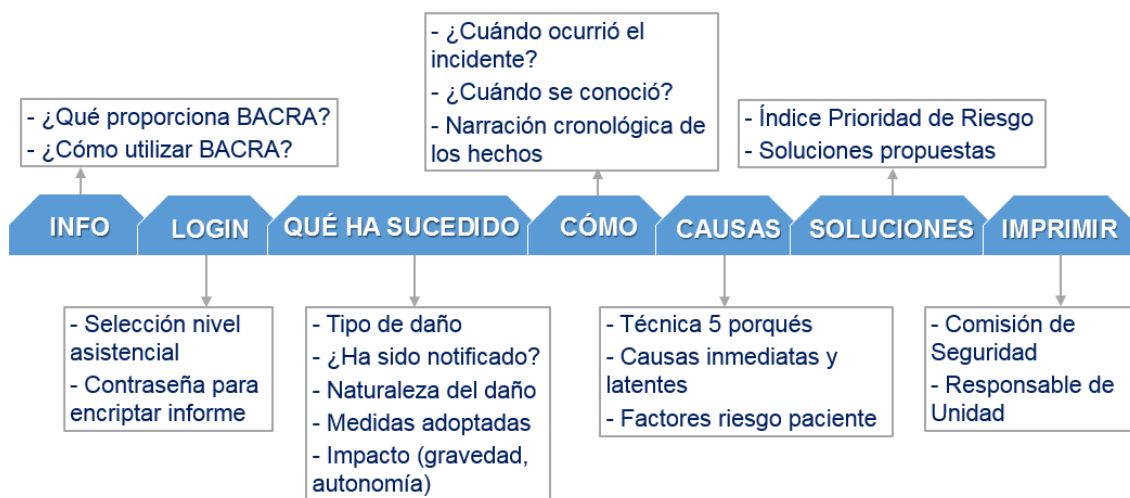 - ¿Cuándo ocurrió el
incidente?
- ¿Cuándo se conoció?
- Narración cronológica de
los hechos
- ¿Qué proporciona BACRA?
- ¿Cómo utilizar BACRA?
- Índice Prioridad de Riesgo
- Soluciones propuestas
INFO
LOGIN
QUÉ HA SUCEDIDO
CÓMO
CAUSAS
SOLUCIONES
IMPRIMIR
- Selección nivel
asistencial
- Contraseña para
encriptar informe
- Tipo de daño
- ¿Ha sido notificado?
- Naturaleza del daño
- Medidas adoptadas
- Impacto (gravedad,
autonomía)
- Técnica 5 porqués
- Causas inmediatas y
latentes
- Factores riesgo paciente
- Comisión de
Seguridad
- Responsable de
Unidad